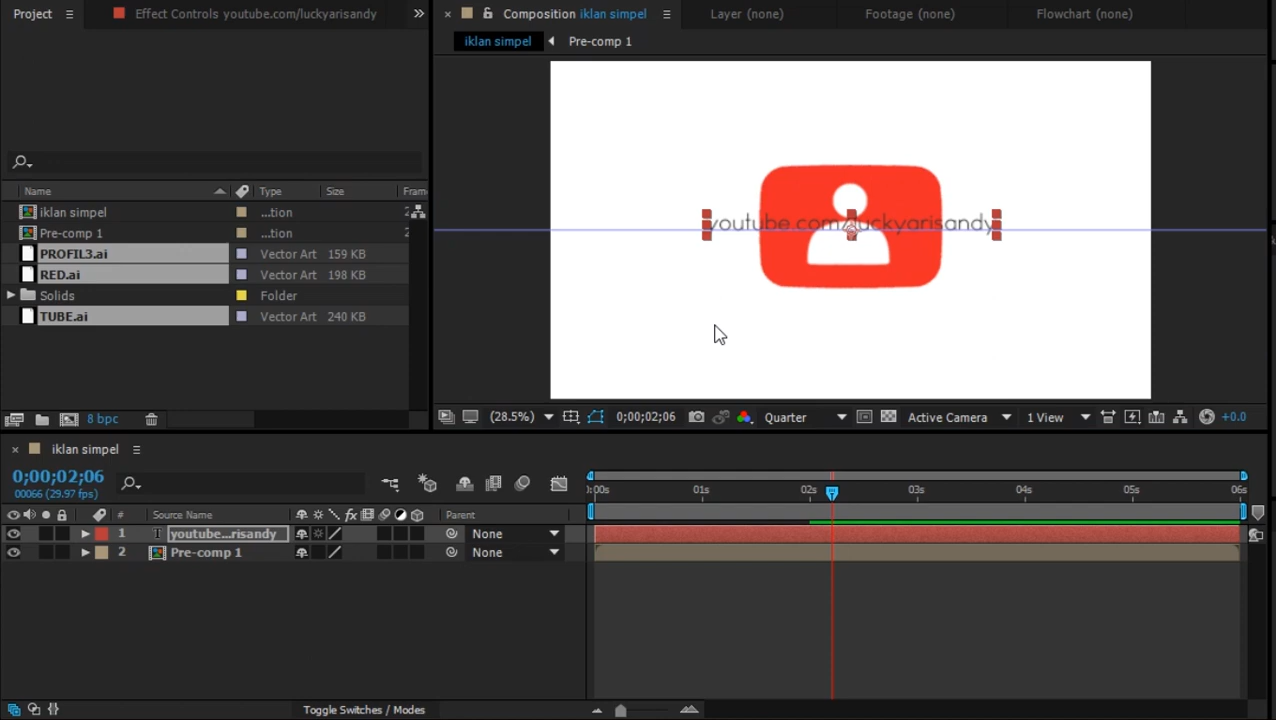 Project
Effect Controls youtube.com/luckyarisandy
»
Composition iklan simpel
Layer (none)
Footage (none)
Flowchart (none)
iklan simpel
Pre-comp 1
youtube.com/luckyarisandy
Name
Type
Size
Fram
iklan simpel
...tion
2
Pre-comp 1
...tion
2
PROFIL3.ai
Vector Art
159 KB
RED.ai
Vector Art
198 KB
Solids
Folder
TUBE.ai
Vector Art
240 KB
8 bpc
(28.5%)
0;00;02;06
Quarter
Active Camera
1 View
+0.0
iklan simpel
0;00;02;06
00066 (29.97 fps)
:00s
01s
02s
03s
04s
05s
06s
#
Source Name
fx
Parent
1
T
youtube...risandy
None
2
Pre-comp 1
None
Toggle Switches / Modes